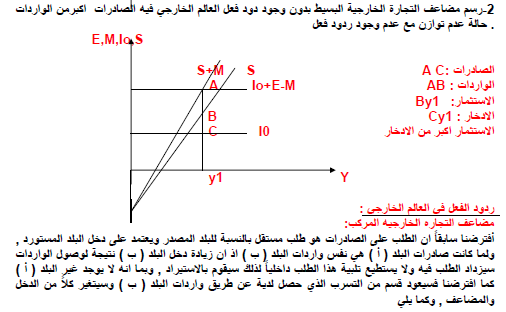 2-رسم مضاعف التجارة الخارجية البسيط بدون وجود دود فعل العالم الخارجي فيه الصادرات اكبرمن الواردات
. حالة عدم توازن مع عدم وجود ردود فعل
E,M,Io,S
S+M S
A Io+E-M
B
C I0
y1 Y
الصادرات :A C
الواردات : AB
الاستثمار: By1
الادخار : Cy1
الاستثمار اكبر من الادخار
ردود الفعل في العالم الخارجي :
مضاعف التجاره الخارجيه المركب:
أفترضنا سابقاً ان الطلب على الصادرات هو طلب مستقل بالنسبة للبلد المصدر ويعتمد على دخل البلد المستورد ,
ولما كانت صادرات البلد ( أ ) هي نفس واردات البلد ( ب ) اذ ان زيادة دخل البلد ( ب ) نتيجة لوصول الواردات
سيزداد الطلب فيه ولا يستطيع تلبية هذا الطلب داخلياً لذلك سيقوم بالاستيراد , وبما انه لا يوجد غير البلد ( أ )
كما افترضنا فسيعود قسم من التسرب الذي حصل لدية عن طريق واردات البلد ( ب ) وسيتغير كلاً من الدخل
والمضاعف , وكما يلي